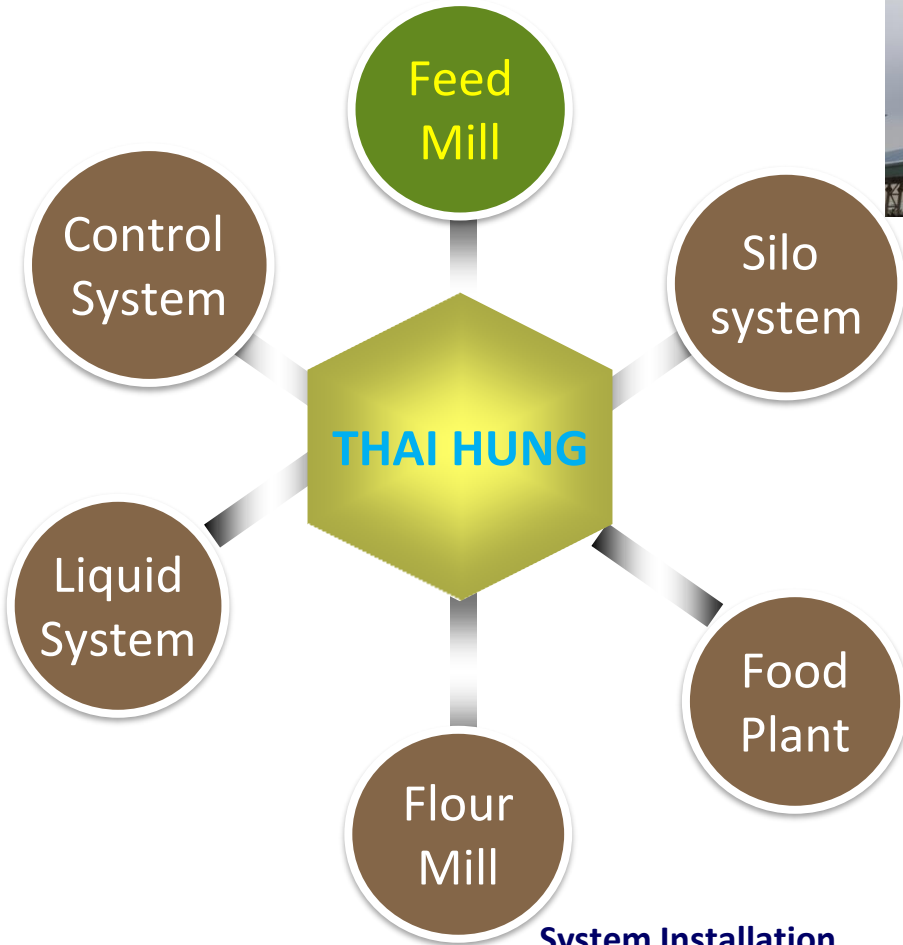 Feed
Mill
Control
System
Silo
system
THAI HUNG
Liquid
System
Food
Plant
Flour
Mill
System Installation